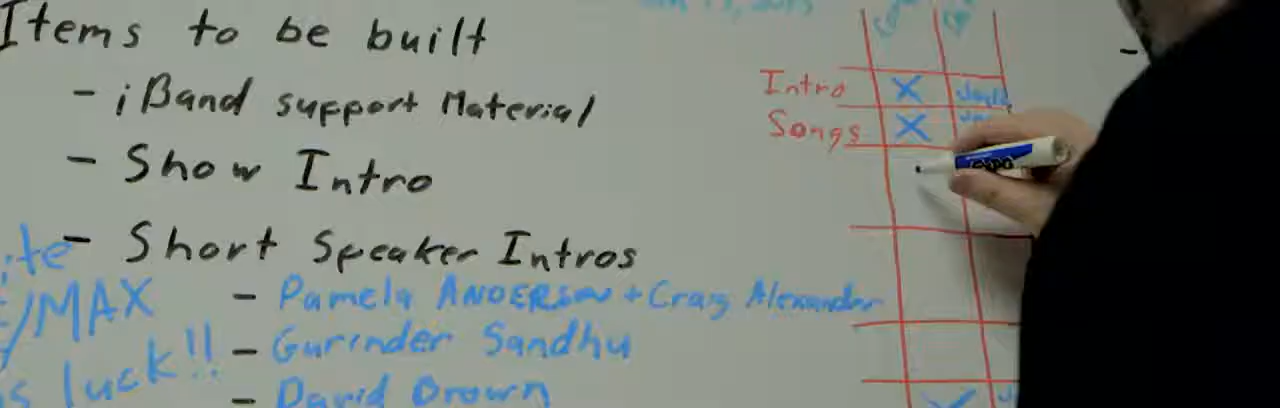 Items to be built
- iBand support Material
- Show Intro
- Short Speaker Intros
- Pamela ANDERSON + Craig Alexander
- Gurinder Sandhu
- David Brown
/MAX
luck!!
Intro X
Songs X
EXPO